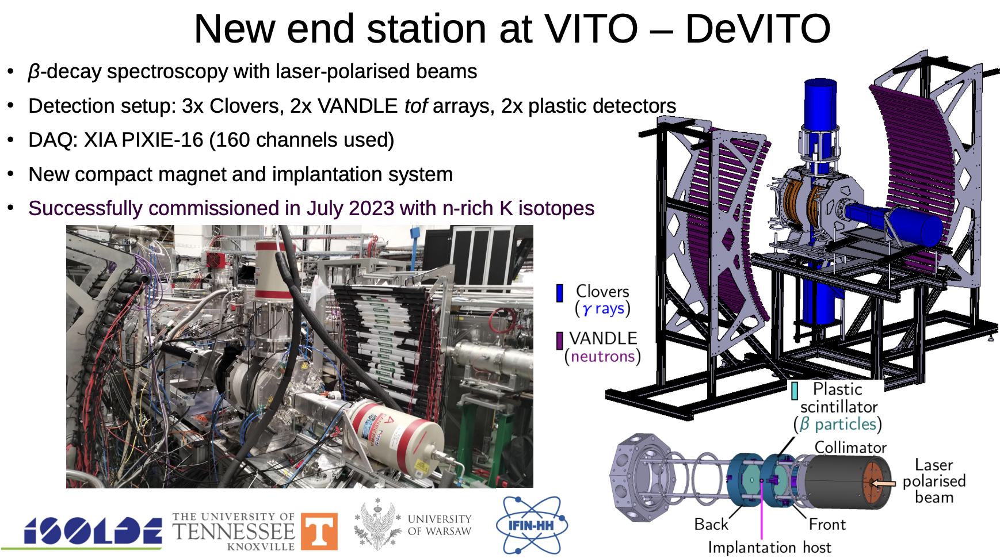 New end station at VITO – DeVITO
• β-decay spectroscopy with laser-polarised beams
• Detection setup: 3x Clovers, 2x VANDLE tof arrays, 2x plastic detectors
• DAQ: XIA PIXIE-16 (160 channels used)
• New compact magnet and implantation system
• Successfully commissioned in July 2023 with n-rich K isotopes
Clovers
(γ rays)
VANDLE
(neutrons)
CANBERRA
Plastic
scintillator
(β particles)
Collimator
Laser
polarised
beam
Back
Front
Implantation host
ISOLDE
THE UNIVERSITY OF
TENNESSEE
KNOXVILLE
T
UNIVERSITY
OF WARSAW
IFIN-HH